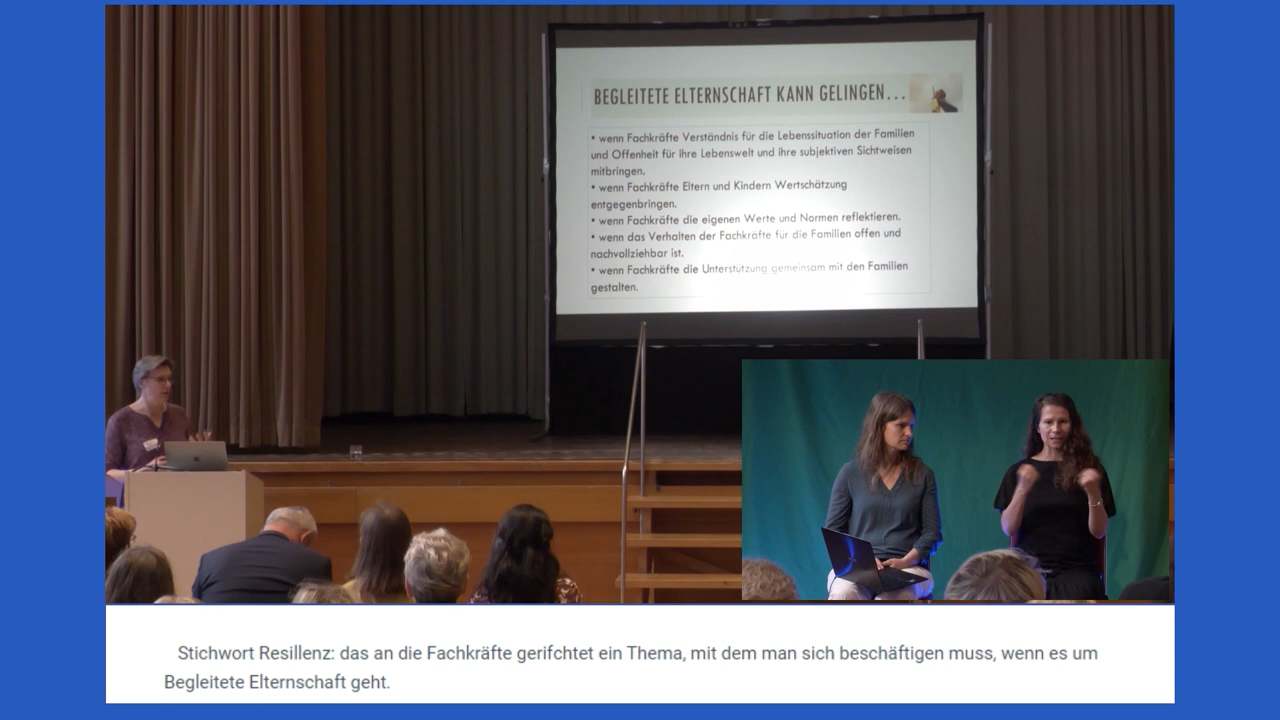 BEGLEITETE ELTERNSCHAFT KANN GELINGEN...
• wenn Fachkräfte Verständnis für die Lebenssituation der Familien
und Offenheit für ihre Lebenswelt und ihre subjektiven Sichtweisen
mitbringen.
• wenn Fachkräfte Eltern und Kindern Wertschätzung
entgegenbringen.
• wenn Fachkräfte die eigenen Werte und Normen reflektieren.
• wenn das Verhalten der Fachkräfte für die Familien offen und
nachvollziehbar ist.
• wenn Fachkräfte die Unterstützung gemeinsam mit den Familien
gestalten.
Stichwort Resillenz: das an die Fachkräfte gerifchtet ein Thema, mit dem man sich beschäftigen muss, wenn es um
Begleitete Elternschaft geht.